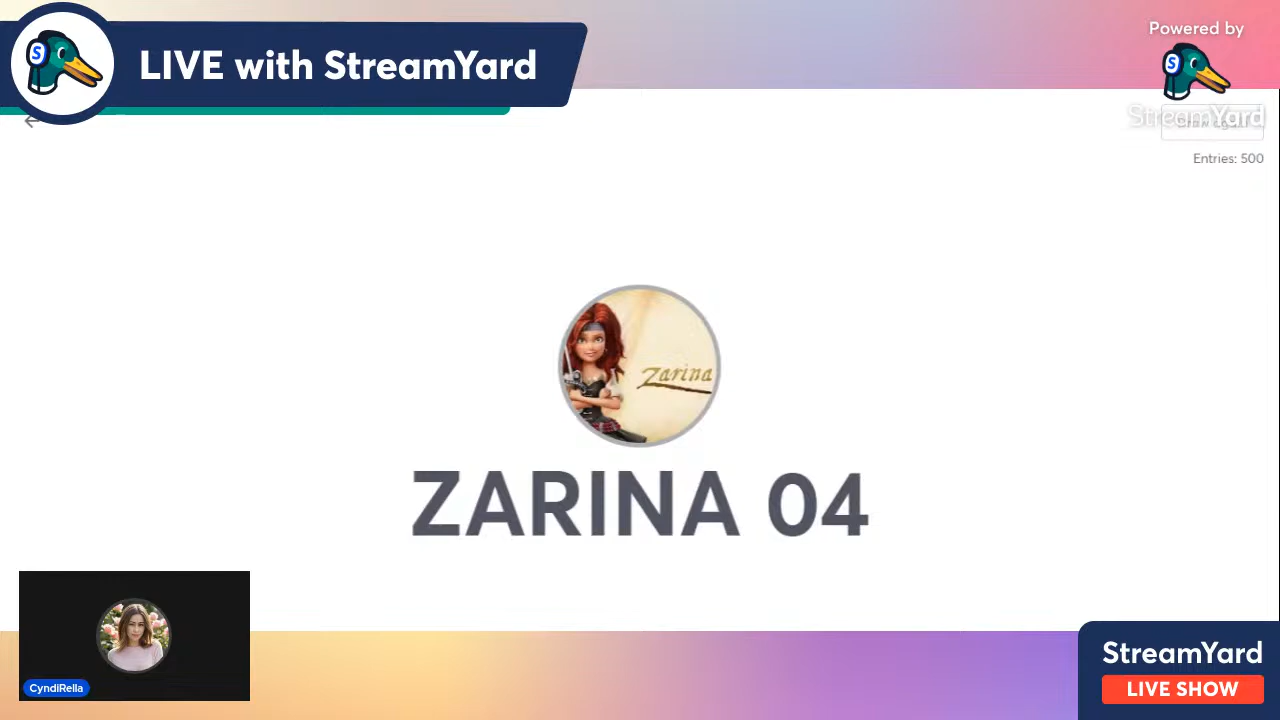 S
LIVE with StreamYard
Powered by
S
StreamYard
Entries: 500
Zarina
ZARINA 04
CyndiRella
StreamYard
LIVE SHOW